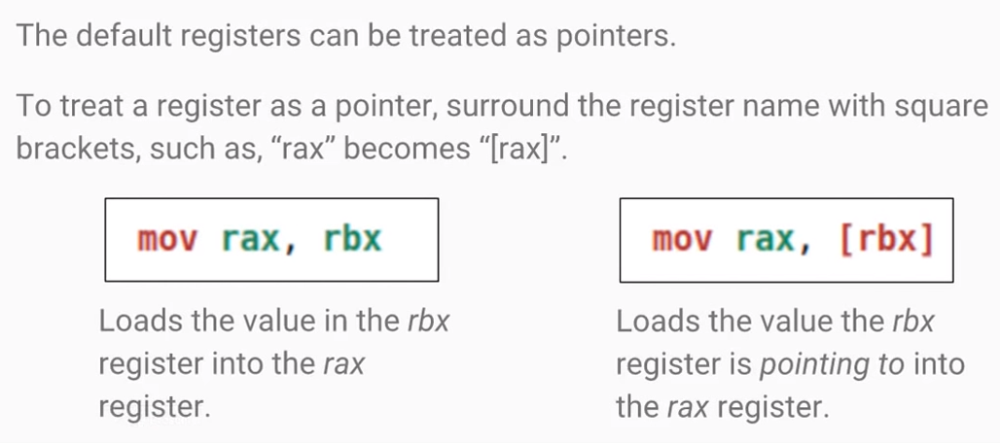 The default registers can be treated as pointers.
To treat a register as a pointer, surround the register name with square
brackets, such as, “rax” becomes “[rax]”.
mov rax, rbx
Loads the value in the rbx
register into the rax
register.
mov rax, [rbx]
Loads the value the rbx
register is pointing to into
the rax register.